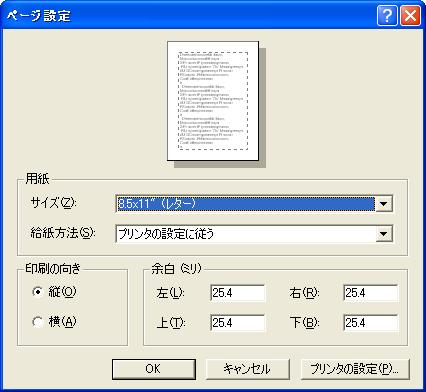 ページ設定
用紙
サイズ(Z):
8.5x11" (レター)
給紙方法(S):
プリンタの設定に従う
印刷の向き
縦(O)
横(A)
余白 (ミリ)
左(L): 25.4 右(R): 25.4
上(T): 25.4 下(B): 25.4
OK キャンセル プリンタの設定(P)...